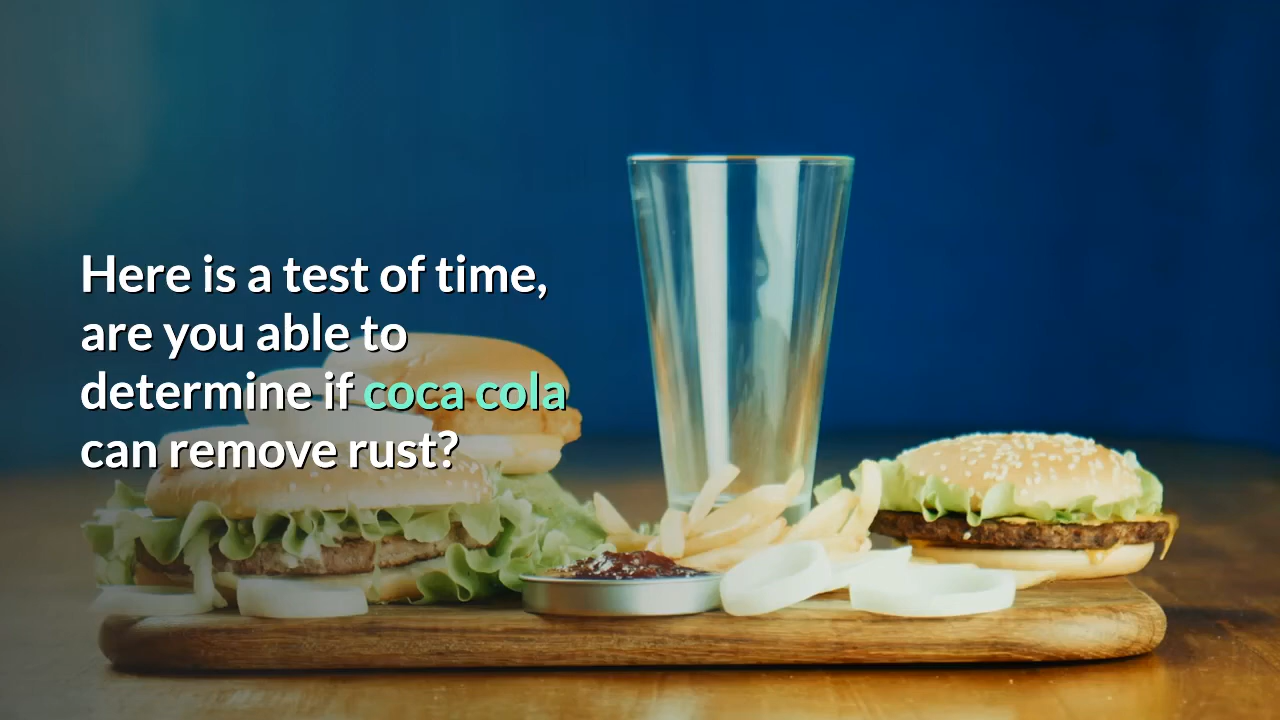 Here is a test of time,
are you able to
determine if coca cola
can remove rust?